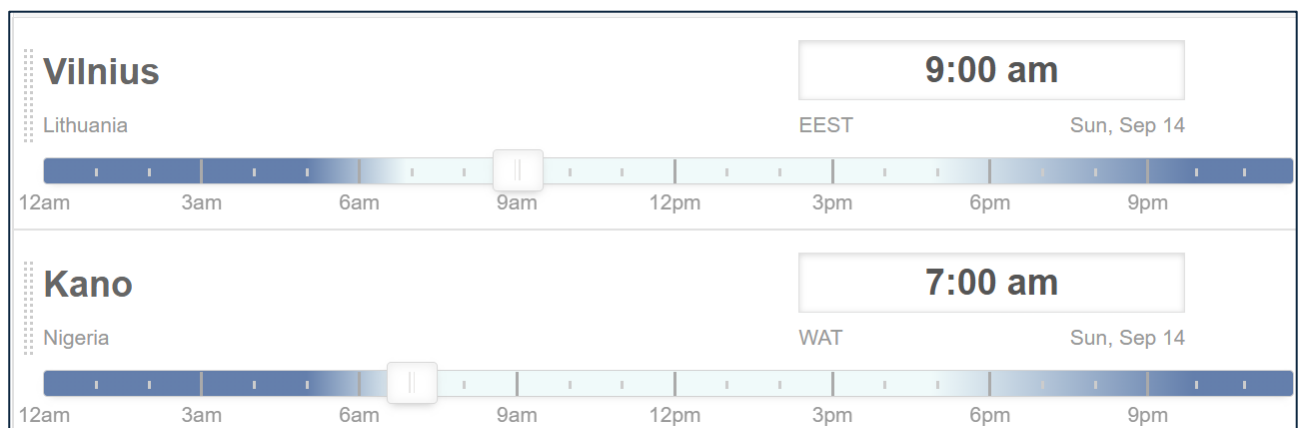 Vilnius 9:00 am
Lithuania EEST Sun, Sep 14
12am 3am 6am 9am 12pm 3pm 6pm 9pm
Kano 7:00 am
Nigeria WAT Sun, Sep 14
12am 3am 6am 9am 12pm 3pm 6pm 9pm